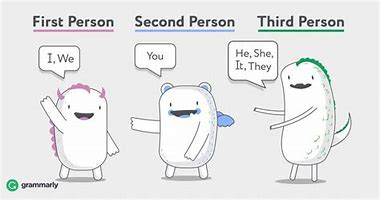 First Person
Second Person
Third Person
I, We
You
He, She,
It, They
grammarly